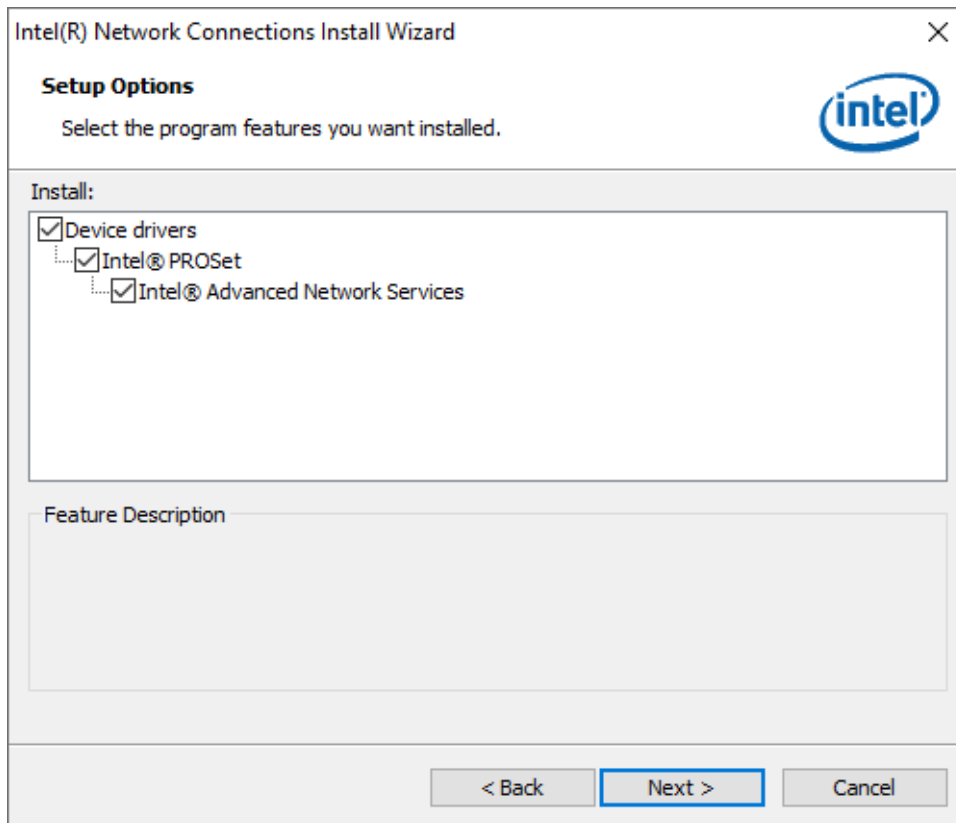 Intel(R) Network Connections Install Wizard
Setup Options
Select the program features you want installed.
intel
Install:
Device drivers
Intel® PROSet
Intel® Advanced Network Services
Feature Description
< Back
Next >
Cancel